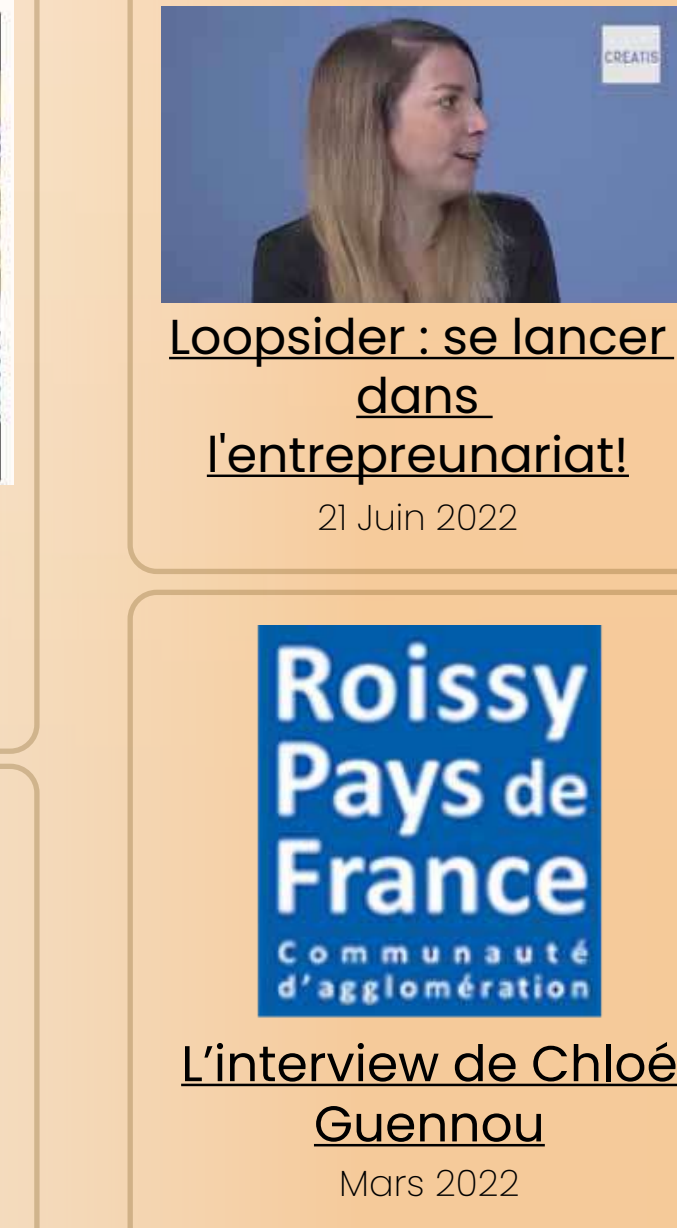 CREATIS
Loopsider : se lancer
dans
l'entrepreunariat!
21 Juin 2022
Roissy
Pays de
France
Communauté
d'agglomération
L’interview de Chloé
Guennou
Mars 2022